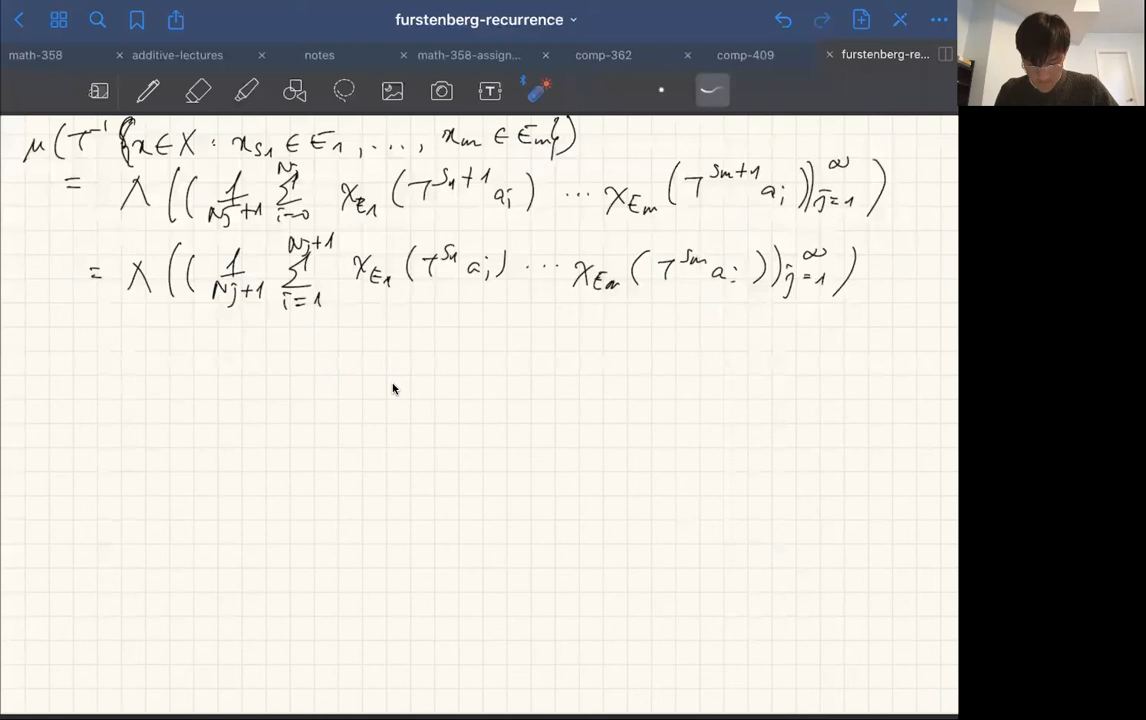 furstenberg-recurrence
math-358 additive-lectures notes math-358-assign... comp-362 comp-409 furstenberg-re...
μ(T⁻¹{x∈X : x_{s_1} ∈ E_1, ..., x_m ∈ E_m})
= λ((1/(N_j+1) Σ_{i=0}^{N_j} χ_{E_1}(T^{s_1+1} a_i) ... χ_{E_m}(T^{s_m+1} a_i))_{j=1}^∞)
= λ((1/(N_j+1) Σ_{i=1}^{N_j+1} χ_{E_1}(T^{s_1} a_i) ... χ_{E_m}(T^{s_m} a_i))_{j=1}^∞)